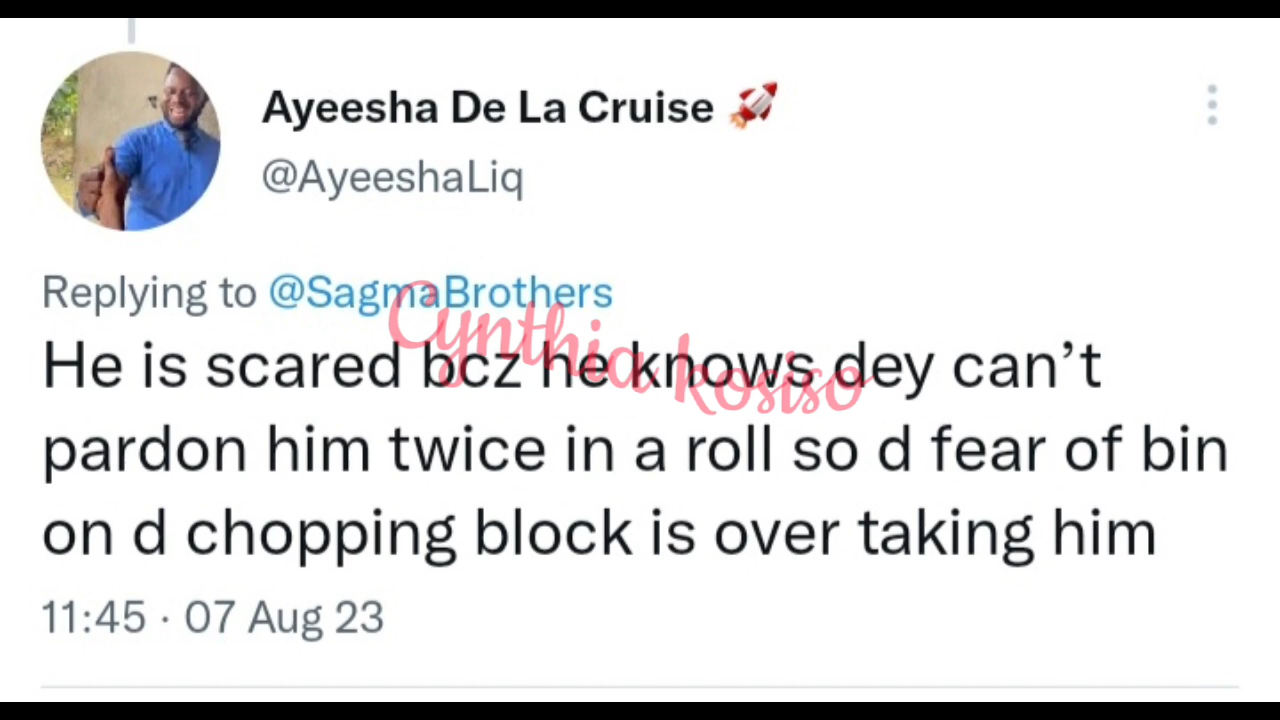 Ayeesha De La Cruise 🚀
@AyeeshaLiq
Replying to @SagmaBrothers
Cynthia kosiso
He is scared bcz he knows dey can’t
pardon him twice in a roll so d fear of bin
on d chopping block is over taking him
11:45 · 07 Aug 23